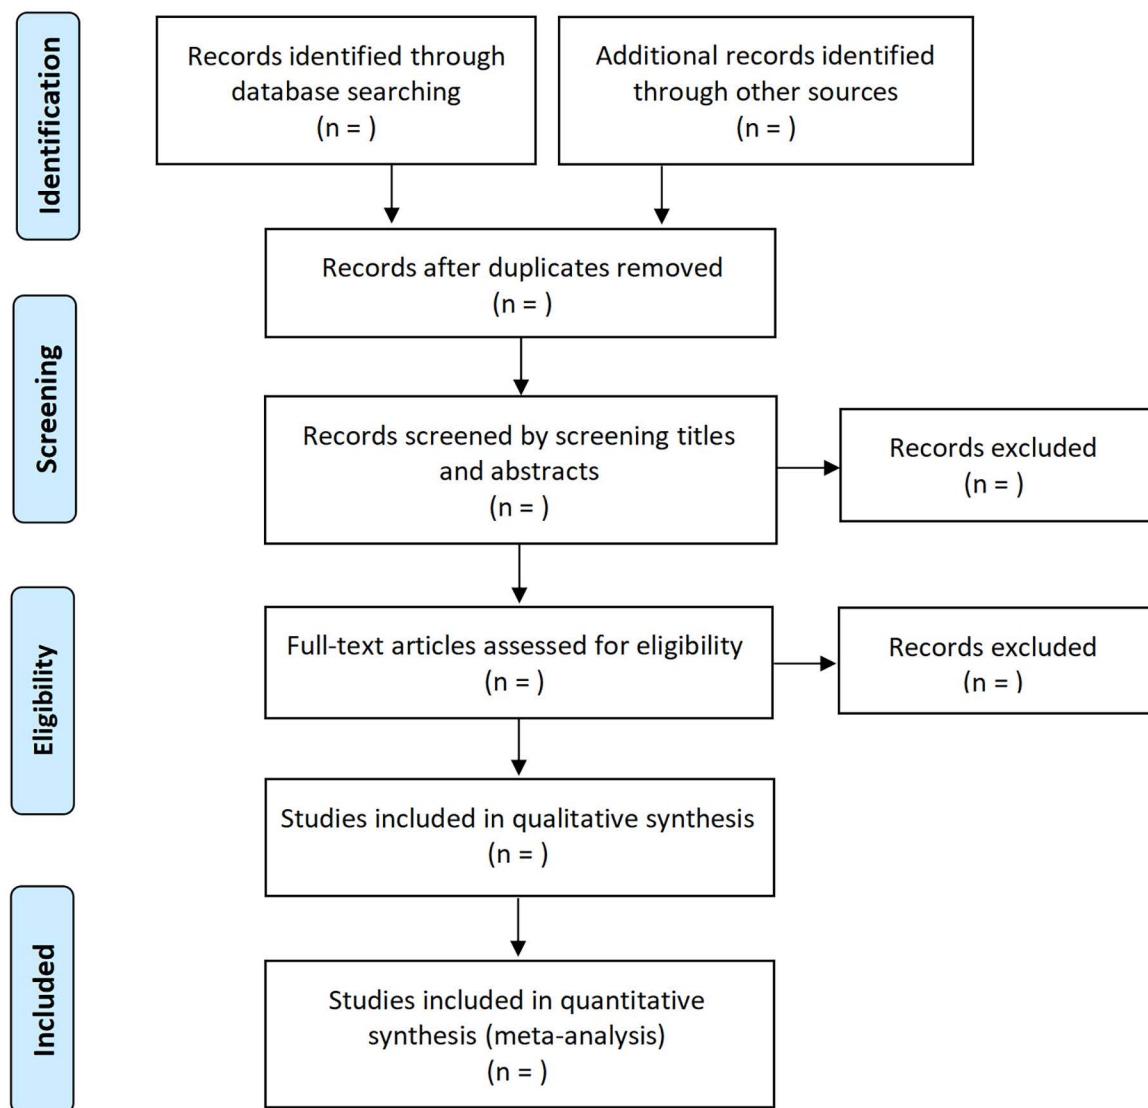 Identification
Records identified through
database searching
(n = )
Additional records identified
through other sources
(n = )
Records after duplicates removed
(n = )
Screening
Records screened by screening titles
and abstracts
(n = )
Records excluded
(n = )
Eligibility
Full-text articles assessed for eligibility
(n = )
Records excluded
(n = )
Studies included in qualitative synthesis
(n = )
Included
Studies included in quantitative
synthesis (meta-analysis)
(n = )